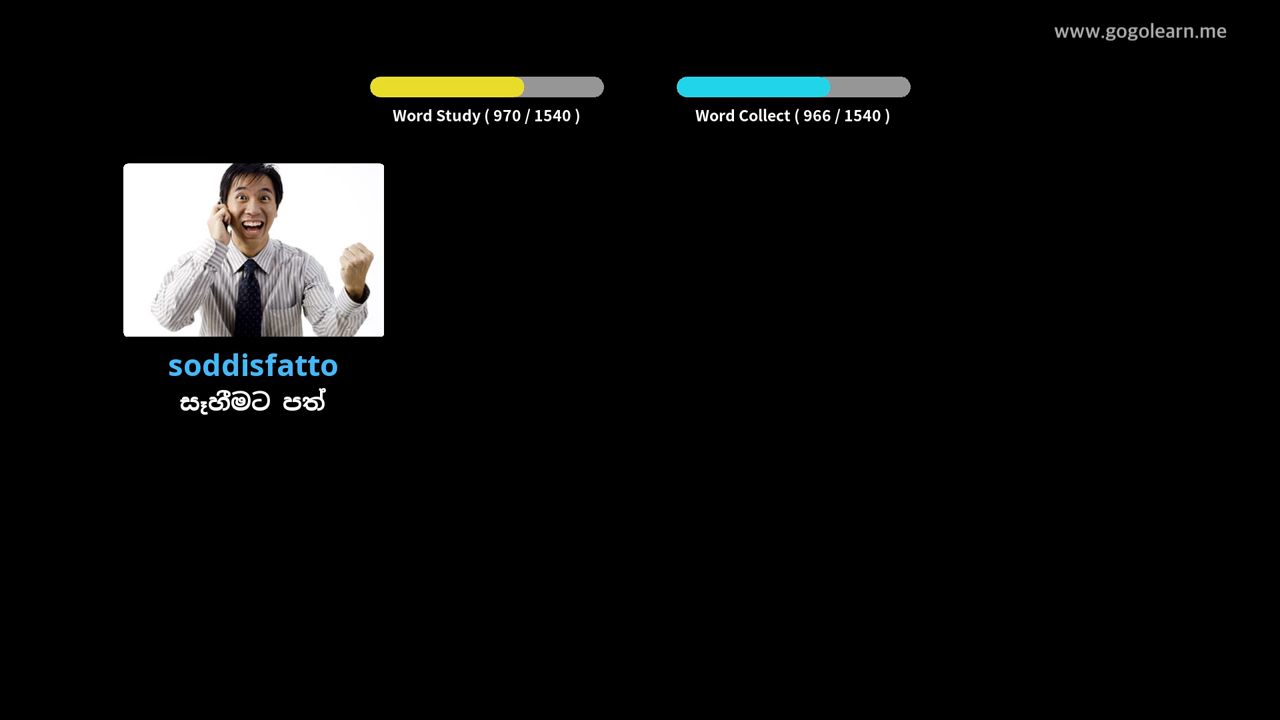 www.gogolearn.me
Word Study ( 970 / 1540 )
Word Collect ( 966 / 1540 )
soddisfatto
සෑහීමට පත්